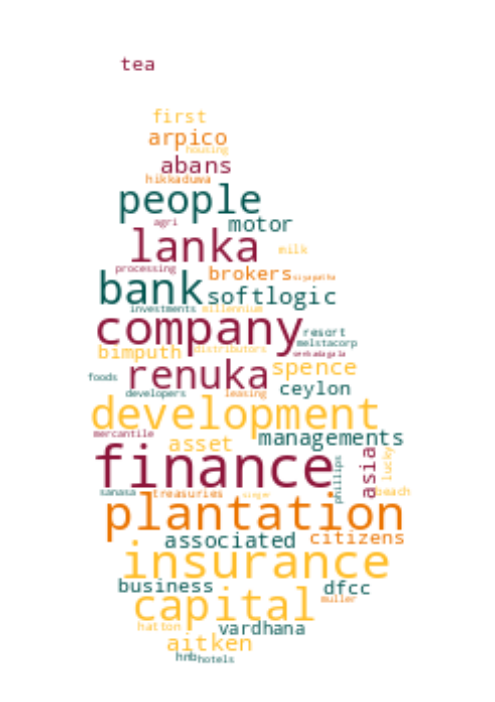 tea
first
arpico
housing
abans
hikkaduwa
people
agri motor
lanka milk
processing brokers siyapatha
bank softlogic
investments millennium
company resort
melstacorp
bimputh distributors senkadagala
renuka spence
foods ceylon
developers leasing
development
mercantile asset managements
finance asia lucky
phillips
sanasa treasuries singer beach
plantation
associated citizens
insurance
business dfcc
capital muller
hatton vardhana
aitken
hnb hotels